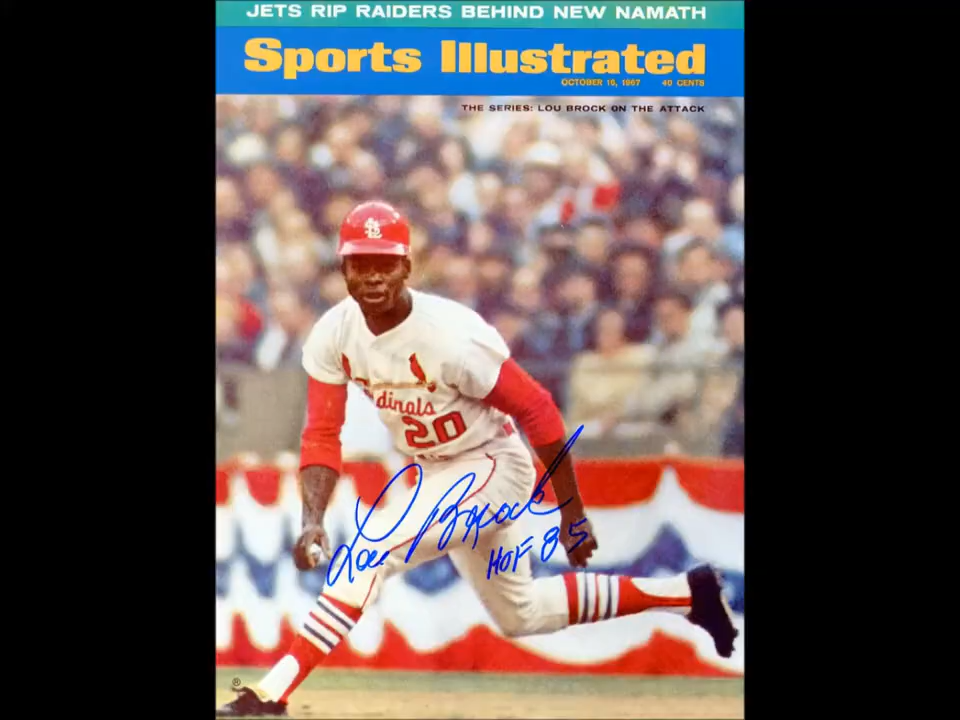 JETS RIP RAIDERS BEHIND NEW NAMATH
Sports Illustrated
OCTOBER 16, 1967 40 CENTS
THE SERIES: LOU BROCK ON THE ATTACK
StL
Cardinals
20
Lou Brock
HOF 85
®